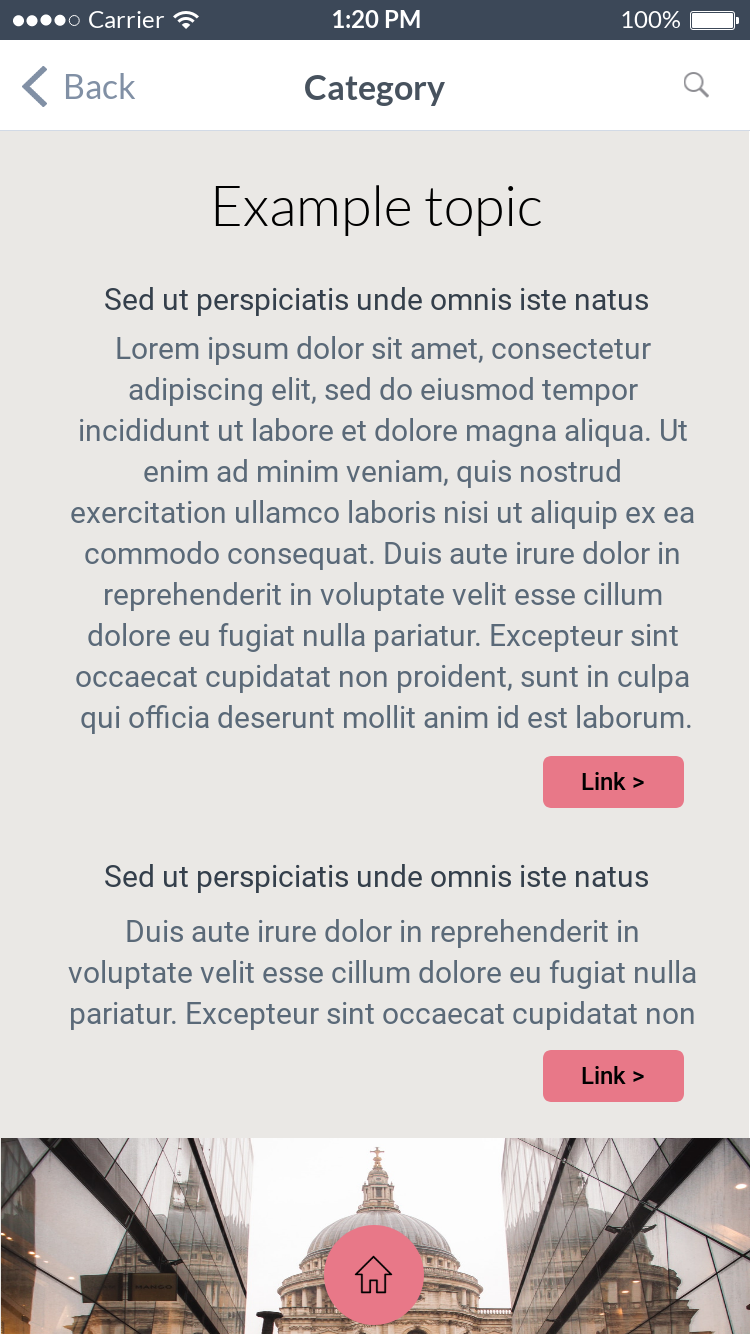 Carrier 1:20 PM 100%
Back Category
Example topic
Sed ut perspiciatis unde omnis iste natus
Lorem ipsum dolor sit amet, consectetur
adipiscing elit, sed do eiusmod tempor
incididunt ut labore et dolore magna aliqua. Ut
enim ad minim veniam, quis nostrud
exercitation ullamco laboris nisi ut aliquip ex ea
commodo consequat. Duis aute irure dolor in
reprehenderit in voluptate velit esse cillum
dolore eu fugiat nulla pariatur. Excepteur sint
occaecat cupidatat non proident, sunt in culpa
qui officia deserunt mollit anim id est laborum.
Link >
Sed ut perspiciatis unde omnis iste natus
Duis aute irure dolor in reprehenderit in
voluptate velit esse cillum dolore eu fugiat nulla
pariatur. Excepteur sint occaecat cupidatat non
Link >